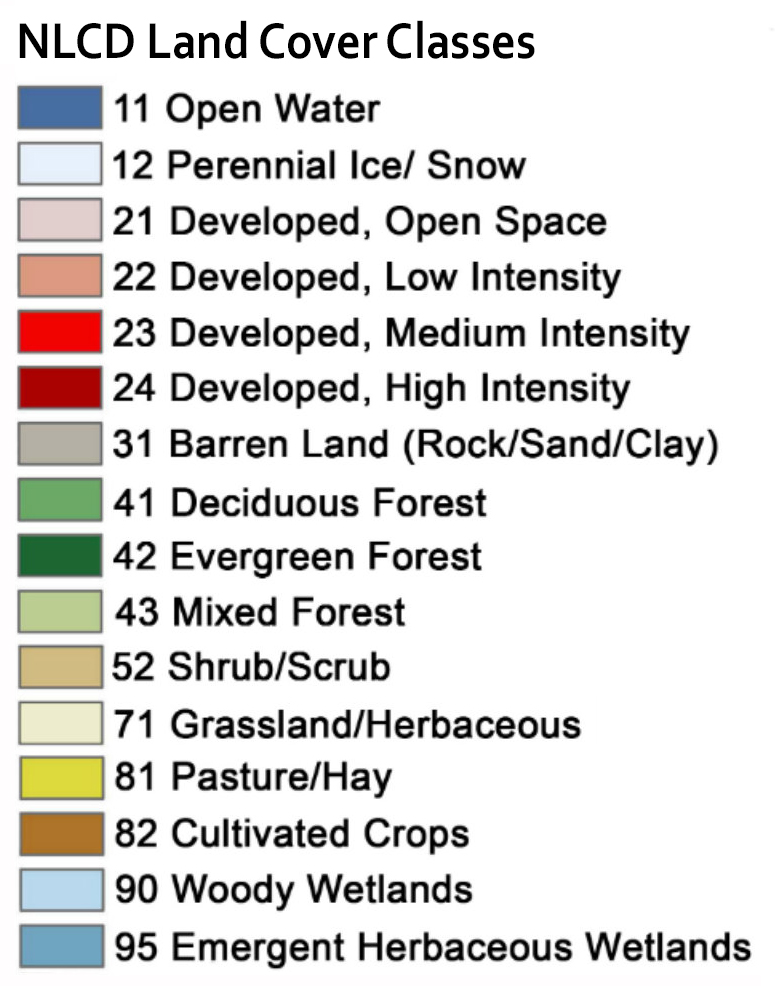 NLCD Land Cover Classes
11 Open Water
12 Perennial Ice/ Snow
21 Developed, Open Space
22 Developed, Low Intensity
23 Developed, Medium Intensity
24 Developed, High Intensity
31 Barren Land (Rock/Sand/Clay)
41 Deciduous Forest
42 Evergreen Forest
43 Mixed Forest
52 Shrub/Scrub
71 Grassland/Herbaceous
81 Pasture/Hay
82 Cultivated Crops
90 Woody Wetlands
95 Emergent Herbaceous Wetlands